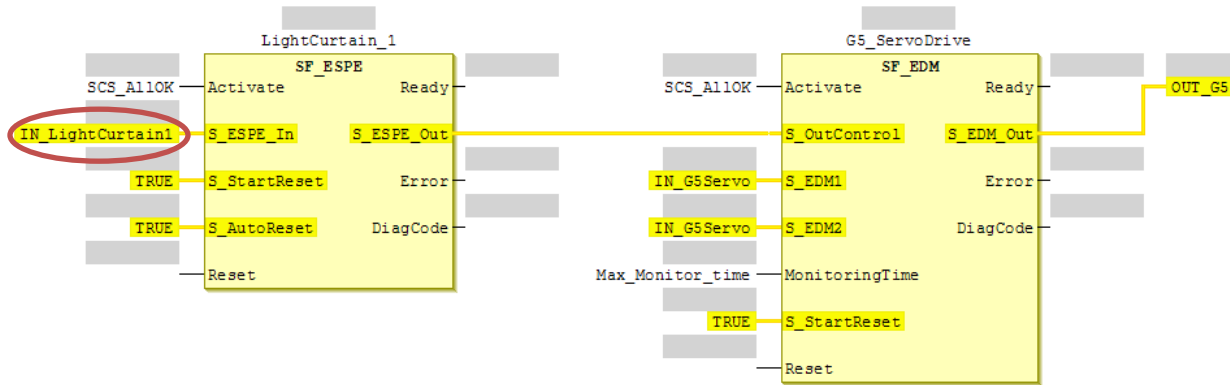 LightCurtain_1
SF_ESPE
SCS_AllOK Activate Ready
IN_LightCurtain1 S_ESPE_In S_ESPE_Out
TRUE S_StartReset Error
TRUE S_AutoReset DiagCode
Reset
G5_ServoDrive
SF_EDM
SCS_AllOK Activate Ready OUT_G5
S_OutControl S_EDM_Out
IN_G5Servo S_EDM1 Error
IN_G5Servo S_EDM2 DiagCode
Max_Monitor_time MonitoringTime
TRUE S_StartReset
Reset